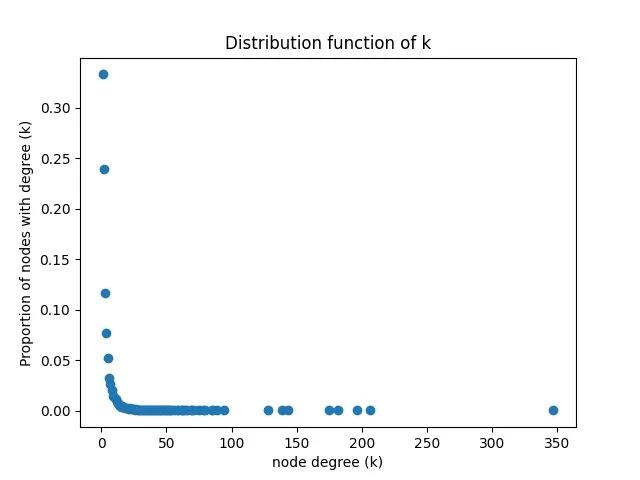 Distribution function of k
Proportion of nodes with degree (k)
0.30
0.25
0.20
0.15
0.10
0.05
0.00
0 50 100 150 200 250 300 350
node degree (k)